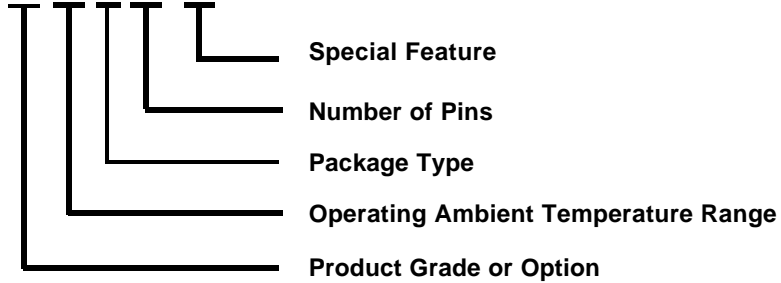 Special Feature
Number of Pins
Package Type
Operating Ambient Temperature Range
Product Grade or Option